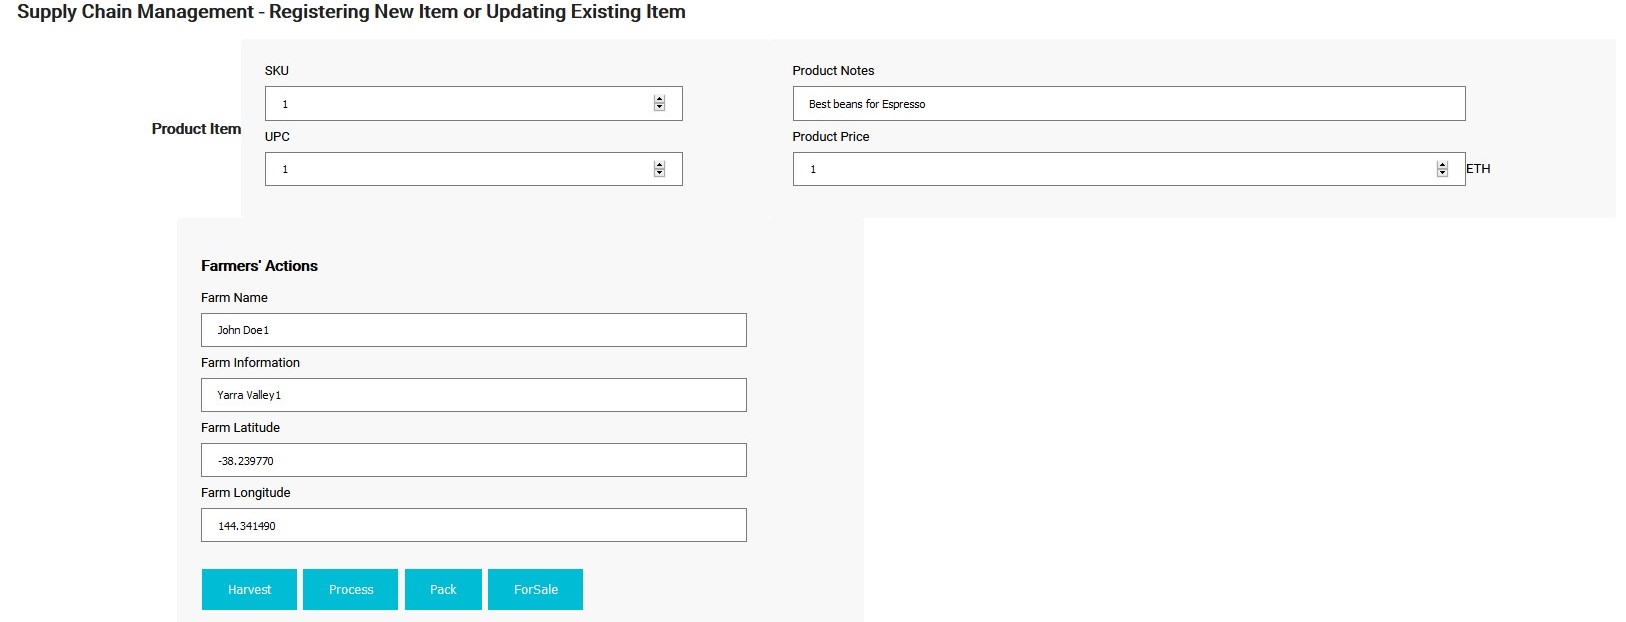 Supply Chain Management - Registering New Item or Updating Existing Item
Product Item
SKU
1
UPC
1
Product Notes
Best beans for Espresso
Product Price
1 ETH
Farmers' Actions
Farm Name
John Doe1
Farm Information
Yarra Valley1
Farm Latitude
-38.239770
Farm Longitude
144.341490
Harvest Process Pack ForSale